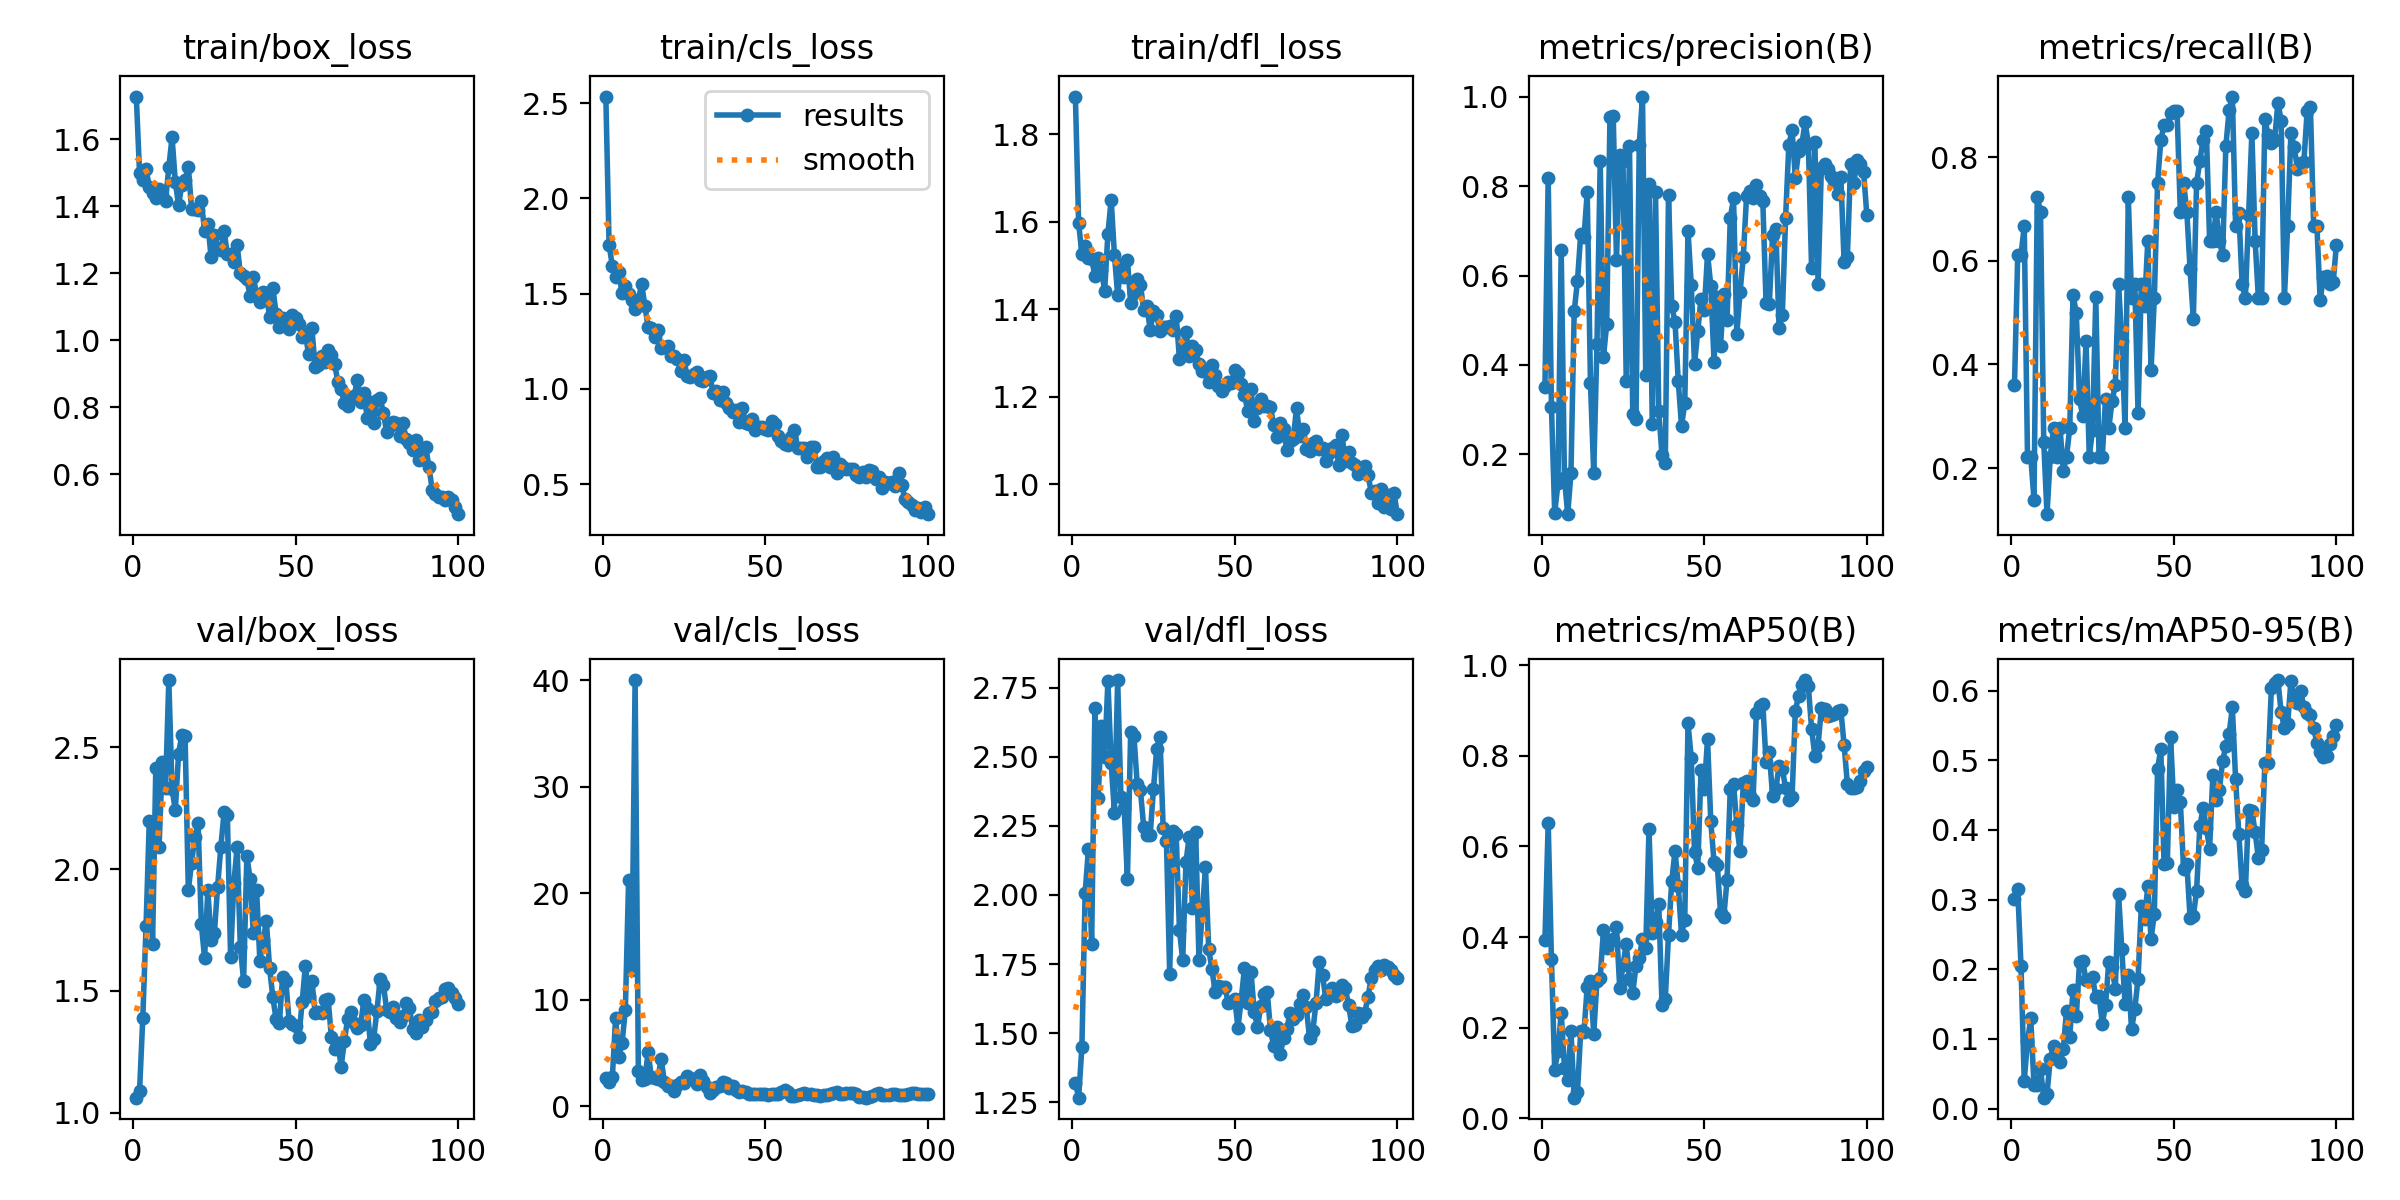 train/box_loss
1.6
1.4
1.2
1.0
0.8
0.6
0 50 100
train/cls_loss
results
smooth
2.5
2.0
1.5
1.0
0.5
0 50 100
train/dfl_loss
1.8
1.6
1.4
1.2
1.0
0 50 100
metrics/precision(B)
1.0
0.8
0.6
0.4
0.2
0 50 100
metrics/recall(B)
0.8
0.6
0.4
0.2
0 50 100
val/box_loss
2.5
2.0
1.5
1.0
0 50 100
val/cls_loss
40
30
20
10
0
0 50 100
val/dfl_loss
2.75
2.50
2.25
2.00
1.75
1.50
1.25
0 50 100
metrics/mAP50(B)
1.0
0.8
0.6
0.4
0.2
0.0
0 50 100
metrics/mAP50-95(B)
0.6
0.5
0.4
0.3
0.2
0.1
0.0
0 50 100